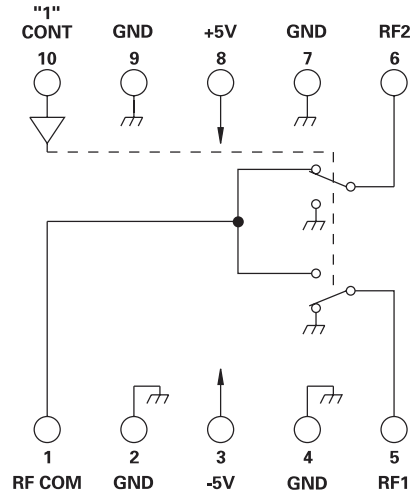 "1"
CONT GND +5V GND RF2
10 9 8 7 6
1 2 3 4 5
RF COM GND -5V GND RF1